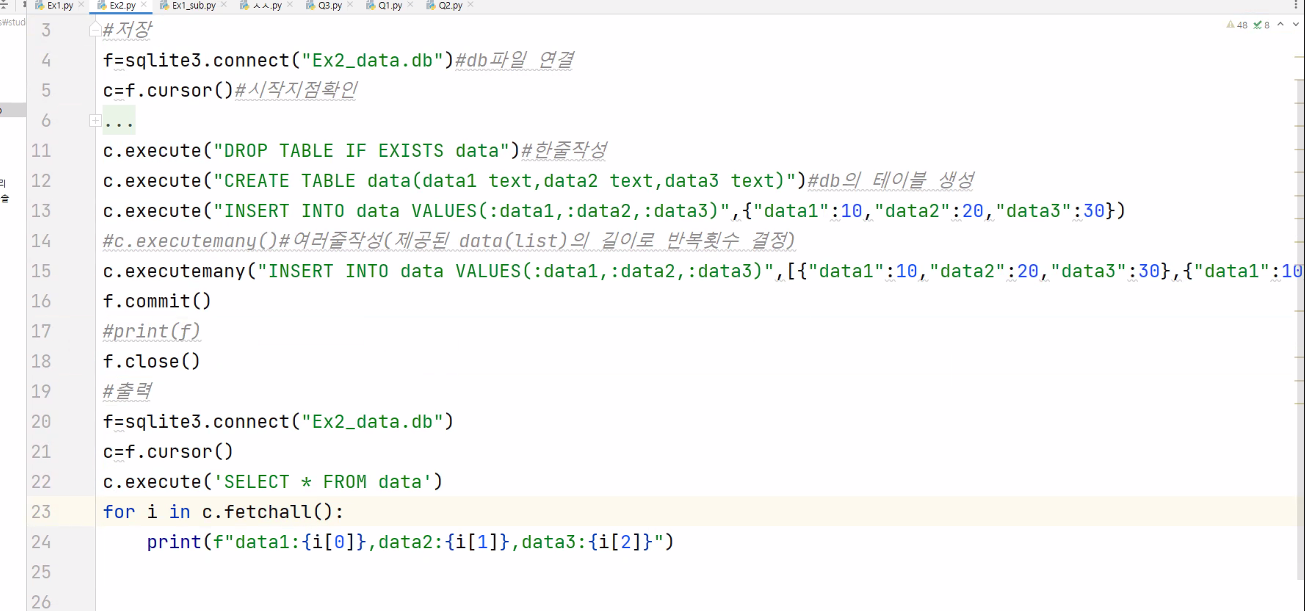 Ex1.py Ex2.py Ex1_sub.py ㅅㅅ.py Q3.py Q1.py Q2.py
48 8
3 #저장
4 f=sqlite3.connect("Ex2_data.db")#db파일 연결
5 c=f.cursor()#시작지점확인
6 ...
11 c.execute("DROP TABLE IF EXISTS data")#한줄작성
12 c.execute("CREATE TABLE data(data1 text,data2 text,data3 text)")#db의 테이블 생성
13 c.execute("INSERT INTO data VALUES(:data1,:data2,:data3)",{"data1":10,"data2":20,"data3":30})
14 #c.executemany()#여러줄작성(제공된 data(list)의 길이로 반복횟수 결정)
15 c.executemany("INSERT INTO data VALUES(:data1,:data2,:data3)",[{"data1":10,"data2":20,"data3":30},{"data1":10
16 f.commit()
17 #print(f)
18 f.close()
19 #출력
20 f=sqlite3.connect("Ex2_data.db")
21 c=f.cursor()
22 c.execute('SELECT * FROM data')
23 for i in c.fetchall():
24 print(f"data1:{i[0]},data2:{i[1]},data3:{i[2]}")
25
26